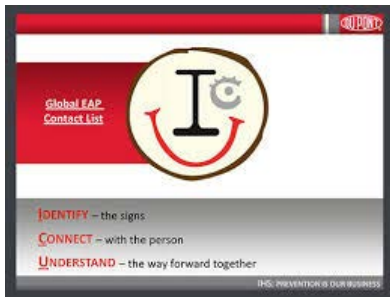 DUPONT
Global EAP
Contact List
I C
IDENTIFY – the signs
CONNECT – with the person
UNDERSTAND – the way forward together
IHS: PREVENTION IS OUR BUSINESS